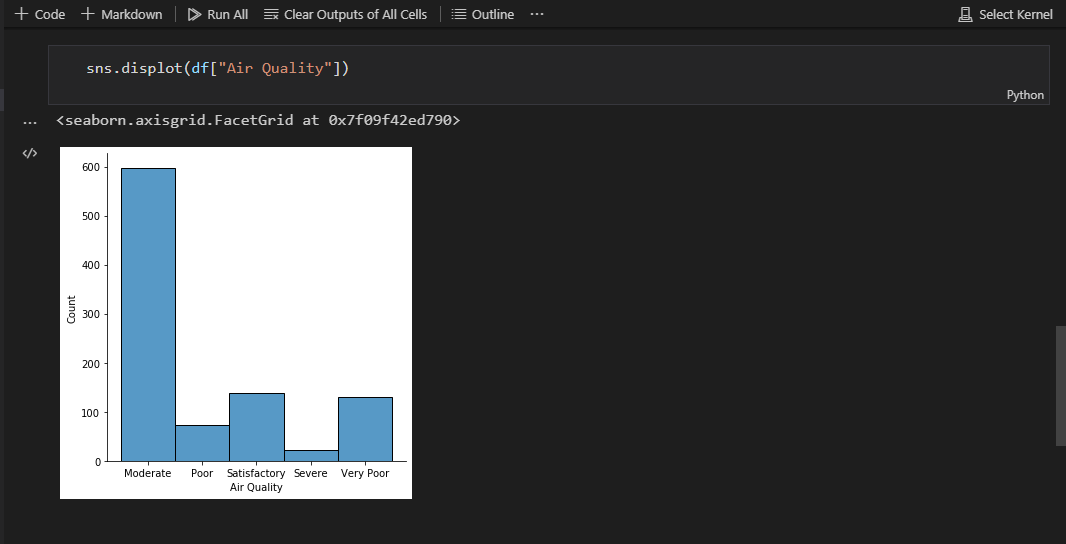 Code Markdown Run All Clear Outputs of All Cells Outline ... Select Kernel
sns.displot(df["Air Quality"])
Python
... <seaborn.axisgrid.FacetGrid at 0x7f09f42ed790>
</>
600
500
400
300
200
100
0
Count
Moderate Poor Satisfactory Severe Very Poor
Air Quality